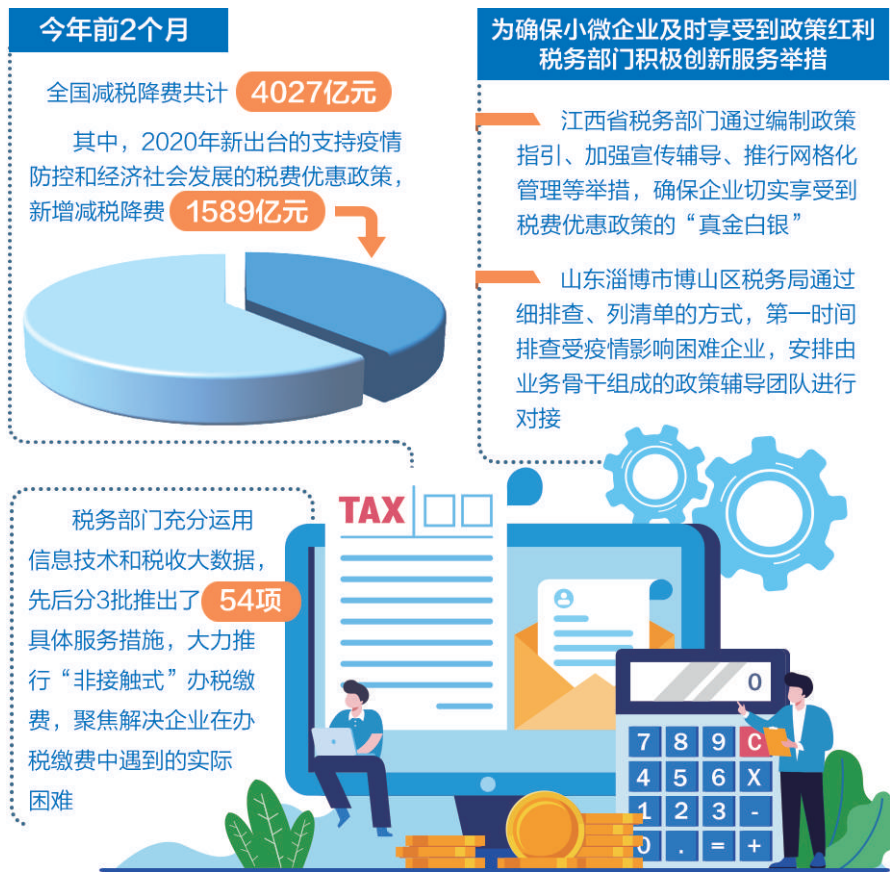 今年前2个月
全国减税降费共计 4027亿元
其中，2020年新出台的支持疫情
防控和经济社会发展的税费优惠政策，
新增减税降费 1589亿元
为确保小微企业及时享受到政策红利
税务部门积极创新服务举措
江西省税务部门通过编制政策
指引、加强宣传辅导、推行网格化
管理等举措，确保企业切实享受到
税费优惠政策的“真金白银”
山东淄博市博山区税务局通过
细排查、列清单的方式，第一时间
排查受疫情影响困难企业，安排由
业务骨干组成的政策辅导团队进行
对接
税务部门充分运用
信息技术和税收大数据，
先后分3批推出了 54项
具体服务措施，大力推
行“非接触式”办税缴
费，聚焦解决企业在办
税缴费中遇到的实际
困难
TAX
0
7 8 9 C
4 5 6 X
1 2 3 -
0 . = +